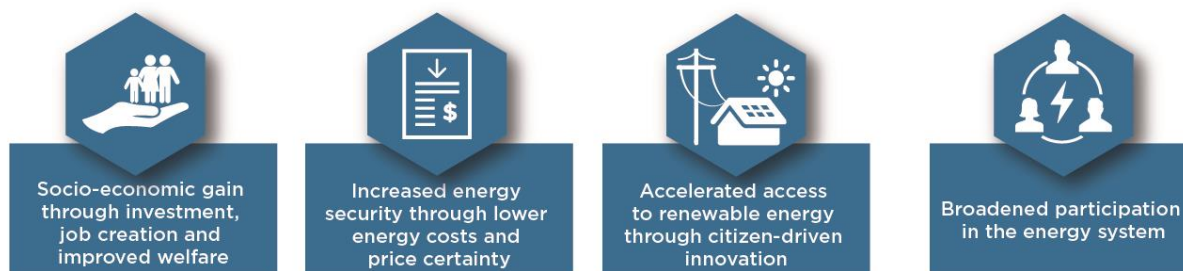 $
Socio-economic gain
through investment,
job creation and
improved welfare
Increased energy
security through lower
energy costs and
price certainty
Accelerated access
to renewable energy
through citizen-driven
innovation
Broadened participation
in the energy system